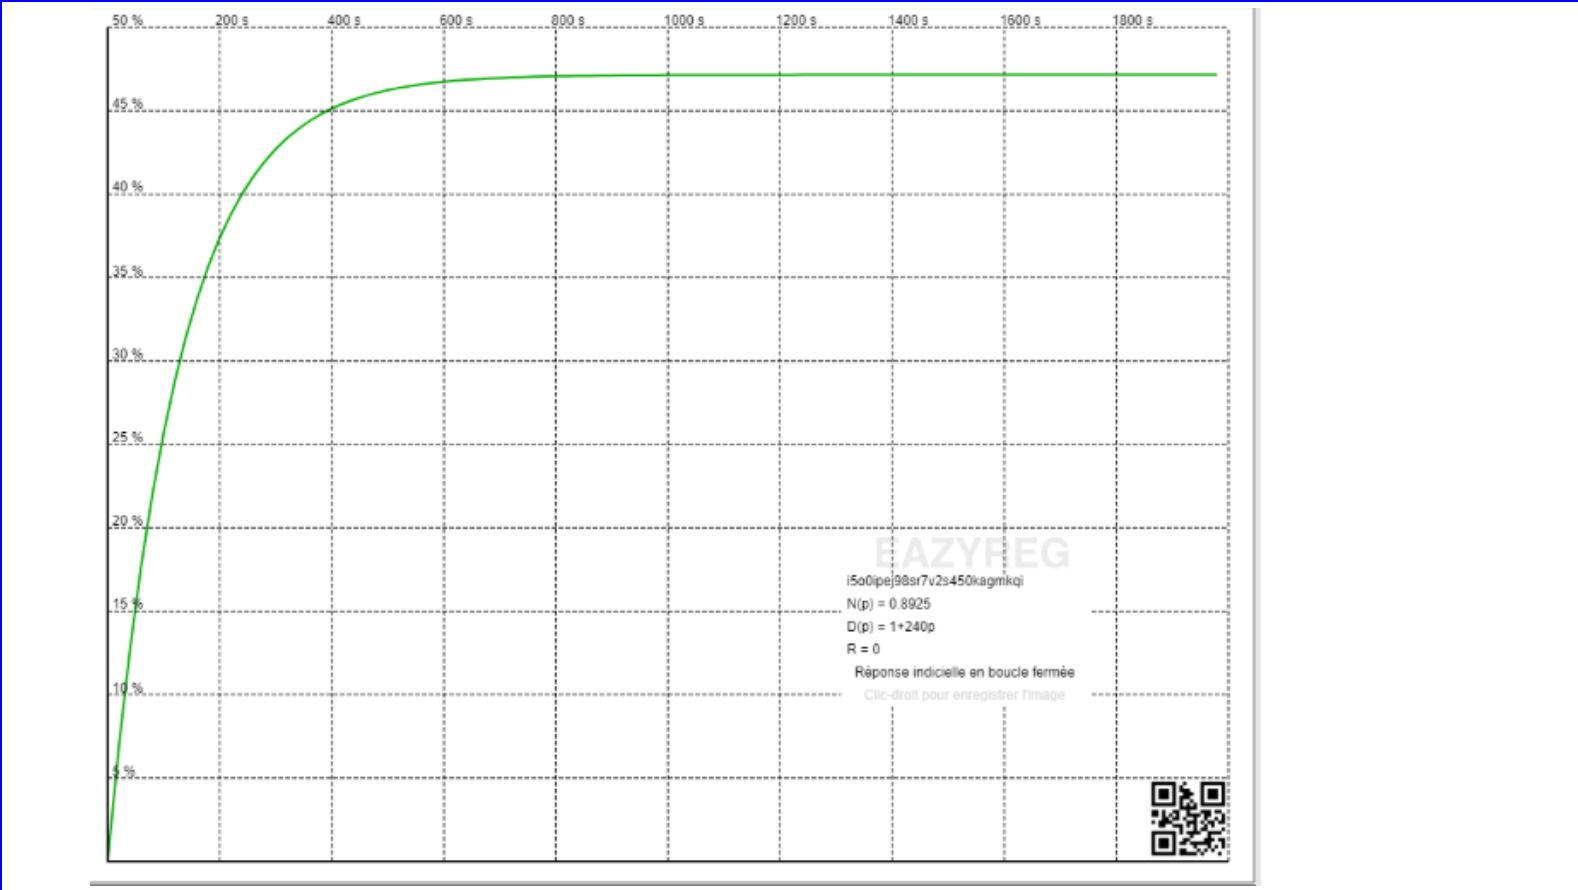 50 % 200 s 400 s 600 s 800 s 1000 s 1200 s 1400 s 1600 s 1800 s
45 %
40 %
35 %
30 %
25 %
20 %
EAZYREG
i5o0ipej98sr7v2s450kagmkqi
15 %
N(p) = 0.8925
D(p) = 1+240p
R = 0
Réponse indicielle en boucle fermée
10 %
Clic-droit pour enregistrer l'image
5 %